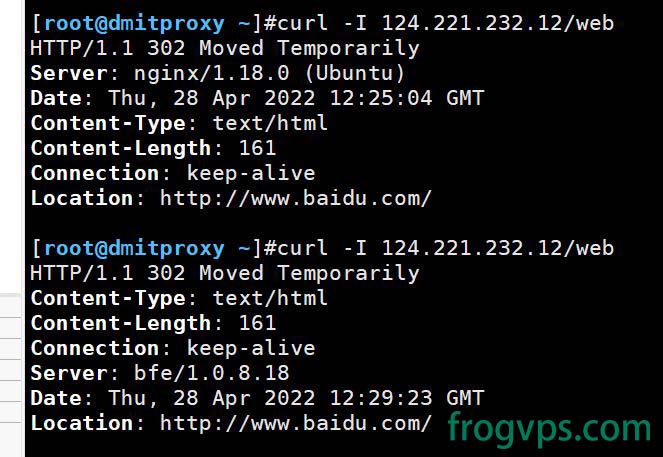 [root@dmitproxy ~]#curl -I 124.221.232.12/web
HTTP/1.1 302 Moved Temporarily
Server: nginx/1.18.0 (Ubuntu)
Date: Thu, 28 Apr 2022 12:25:04 GMT
Content-Type: text/html
Content-Length: 161
Connection: keep-alive
Location: http://www.baidu.com/

[root@dmitproxy ~]#curl -I 124.221.232.12/web
HTTP/1.1 302 Moved Temporarily
Content-Type: text/html
Content-Length: 161
Connection: keep-alive
Server: bfe/1.0.8.18
Date: Thu, 28 Apr 2022 12:29:23 GMT
Location: http://www.baidu.com/
frogvps.com